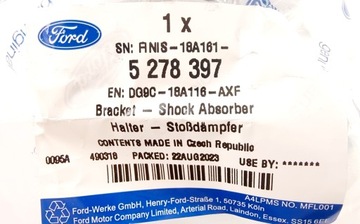 1 x
Ford
SN: FINIS-18A161-
5 278 397
EN: DG9C-18A116-AXF
Bracket-Shock Absorber
Halter-Stoßdämpfer
CONTENTS MADE IN Czech Republic
0095A 490318 PACKED: 22AUG2023 USE BY: *******
A4LPMS NO. MFL001
Ford-Werke GmbH, Henry-Ford-Straße 1, 50735 Köln
Ford Motor Company Limited, Arterial Road, Laindon, Essex, SS15 6EE